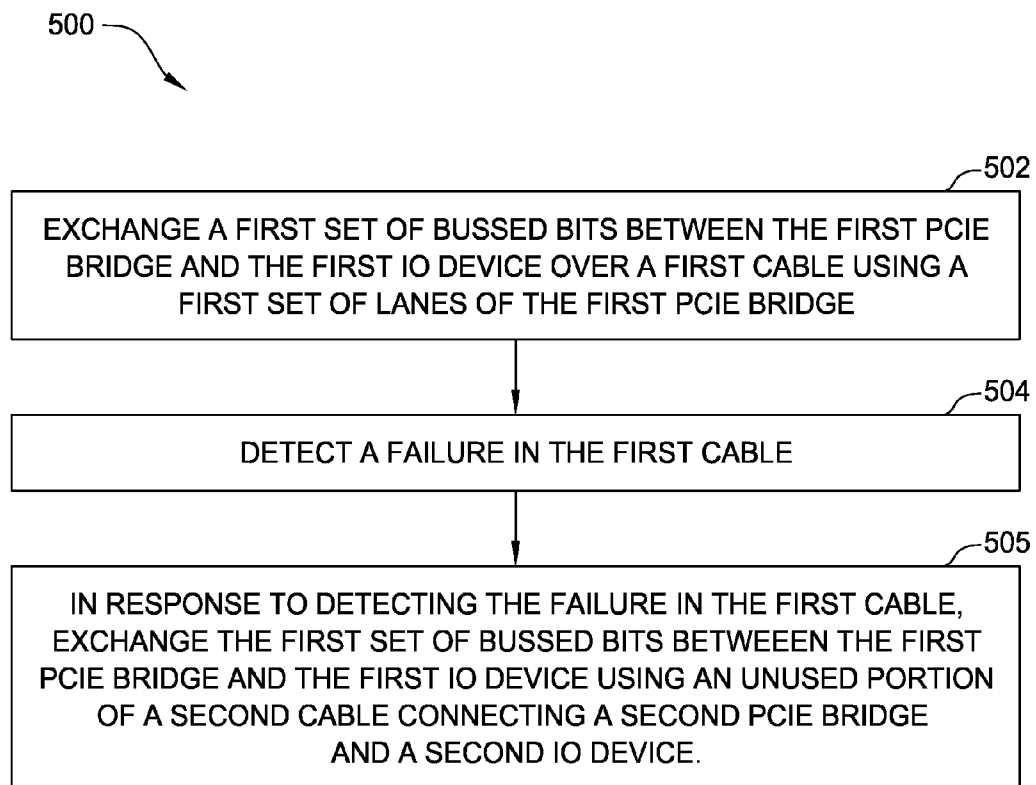 500
502
EXCHANGE A FIRST SET OF BUSSED BITS BETWEEN THE FIRST PCIE
BRIDGE AND THE FIRST IO DEVICE OVER A FIRST CABLE USING A
FIRST SET OF LANES OF THE FIRST PCIE BRIDGE
504
DETECT A FAILURE IN THE FIRST CABLE
505
IN RESPONSE TO DETECTING THE FAILURE IN THE FIRST CABLE,
EXCHANGE THE FIRST SET OF BUSSED BITS BETWEEEN THE FIRST
PCIE BRIDGE AND THE FIRST IO DEVICE USING AN UNUSED PORTION
OF A SECOND CABLE CONNECTING A SECOND PCIE BRIDGE
AND A SECOND IO DEVICE.